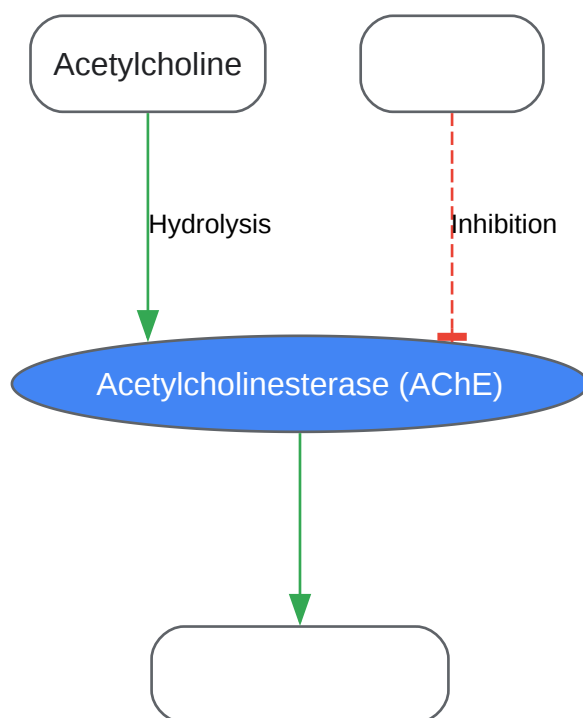 Acetylcholine
Hydrolysis
Inhibition
Acetylcholinesterase (AChE)